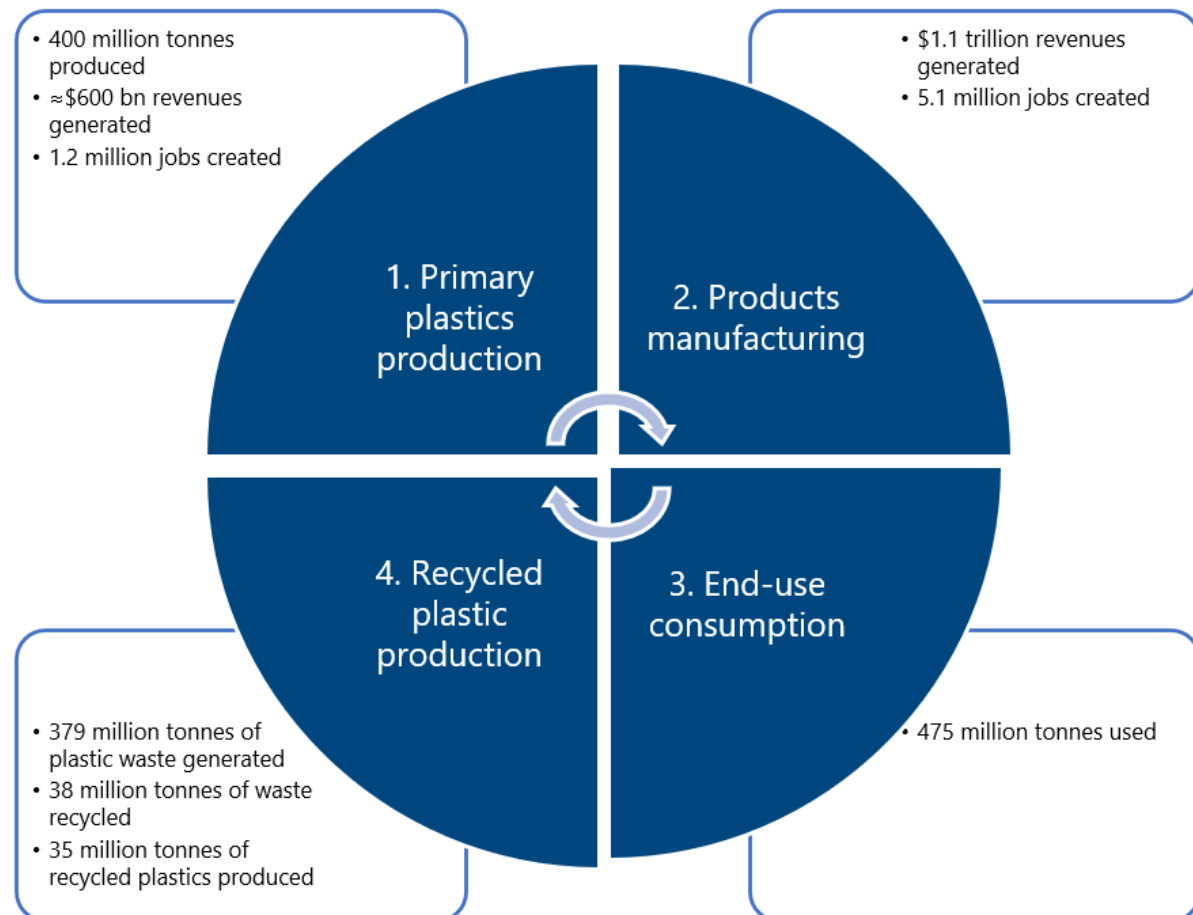 • 400 million tonnes
produced
• ≈$600 bn revenues
generated
• 1.2 million jobs created
• $1.1 trillion revenues
generated
• 5.1 million jobs created
1. Primary
plastics
production
2. Products
manufacturing
4. Recycled
plastic
production
3. End-use
consumption
• 379 million tonnes of
plastic waste generated
• 38 million tonnes of waste
recycled
• 35 million tonnes of
recycled plastics produced
• 475 million tonnes used